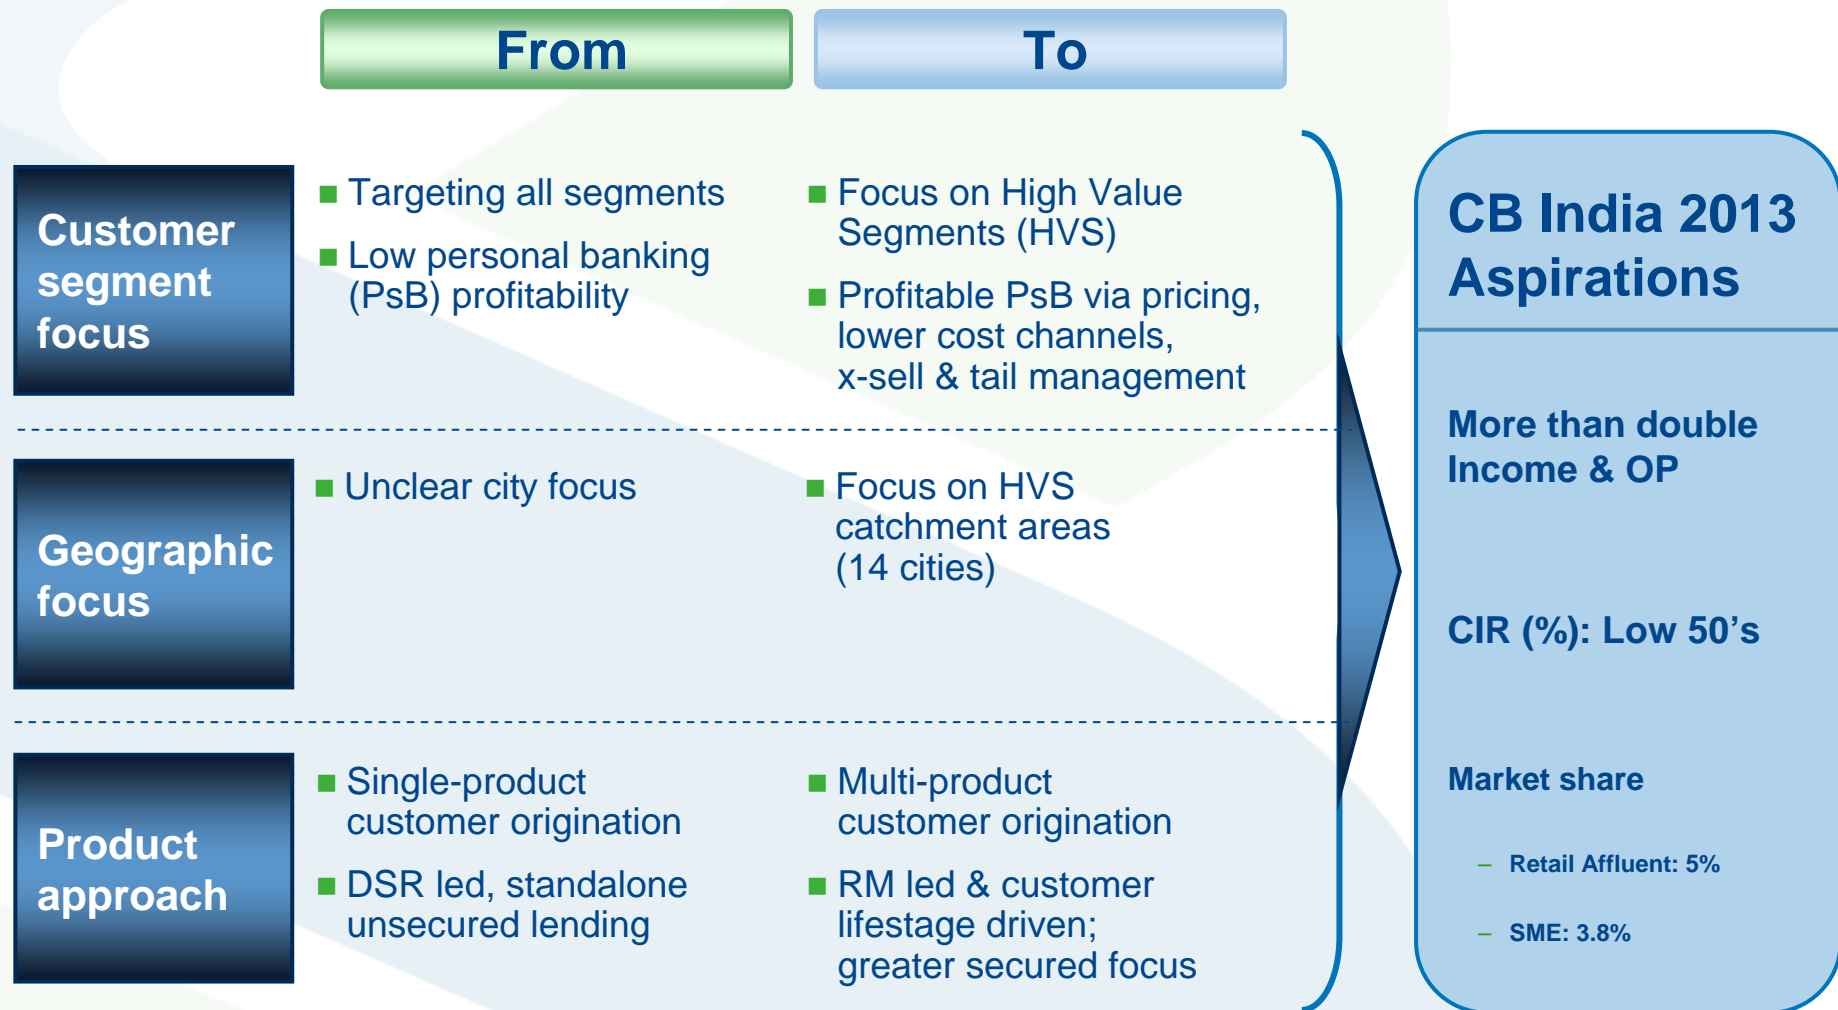 From
To
Customer
segment
focus
■ Targeting all segments
■ Low personal banking
(PsB) profitability
■ Focus on High Value
Segments (HVS)
■ Profitable PsB via pricing,
lower cost channels,
x-sell & tail management
Geographic
focus
■ Unclear city focus
■ Focus on HVS
catchment areas
(14 cities)
Product
approach
■ Single-product
customer origination
■ DSR led, standalone
unsecured lending
■ Multi-product
customer origination
■ RM led & customer
lifestage driven;
greater secured focus
CB India 2013
Aspirations
More than double
Income & OP
CIR (%): Low 50’s
Market share
– Retail Affluent: 5%
– SME: 3.8%